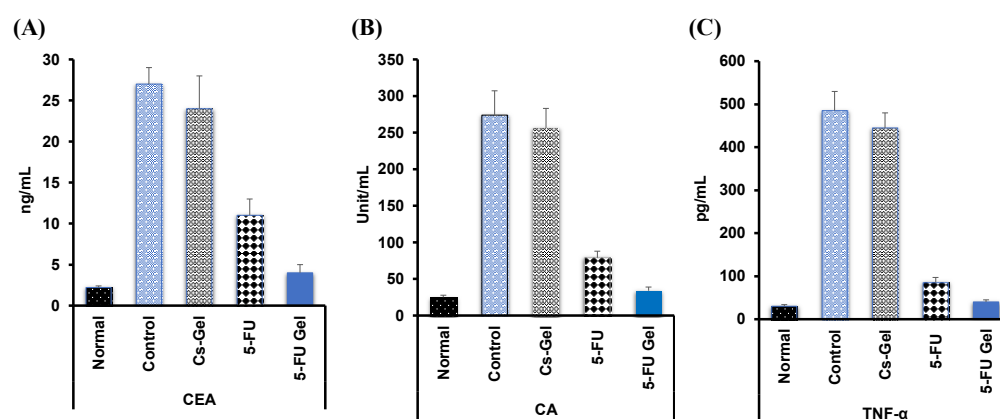 (A)
30
25
20
15
10
5
0
ng/mL
Normal
Control
Cs-Gel
5-FU
5-FU Gel
CEA
(B)
350
300
250
200
150
100
50
0
Unit/mL
Normal
Control
Cs-Gel
5-FU
5-FU Gel
CA
(C)
600
500
400
300
200
100
0
pg/mL
Normal
Control
Cs-Gel
5-FU
5-FU Gel
TNF-α